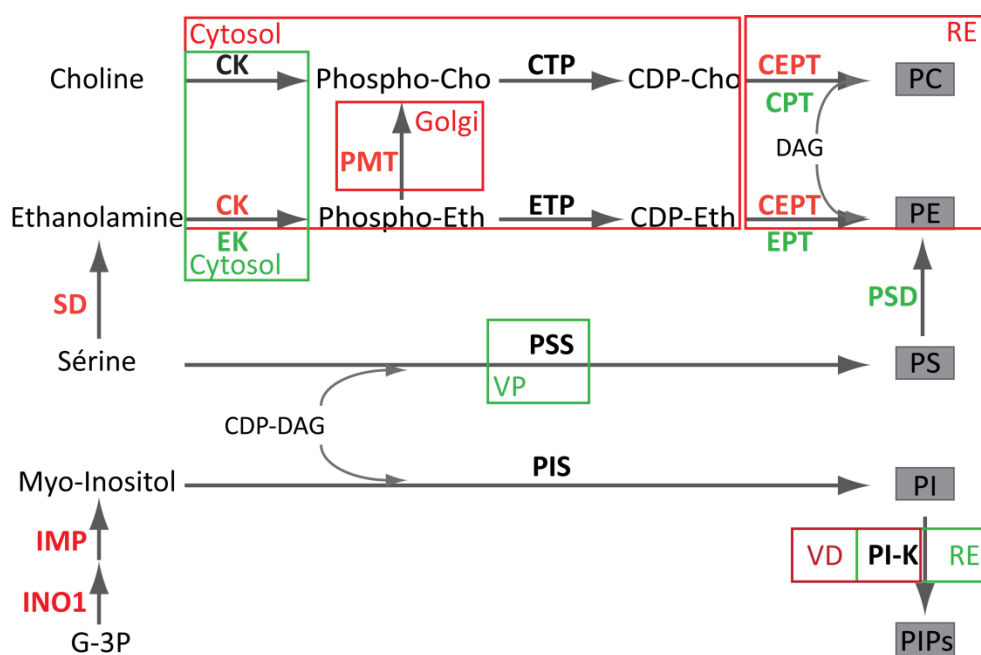 Cytosol
RE
Choline
CK
Phospho-Cho
CTP
CDP-Cho
CEPT
CPT
PC
Golgi
PMT
DAG
Ethanolamine
CK
EK
Phospho-Eth
ETP
CDP-Eth
CEPT
EPT
PE
Cytosol
SD
PSD
Sérine
PSS
VP
PS
CDP-DAG
Myo-Inositol
PIS
PI
IMP
VD
PI-K
RE
INO1
G-3P
PIPs